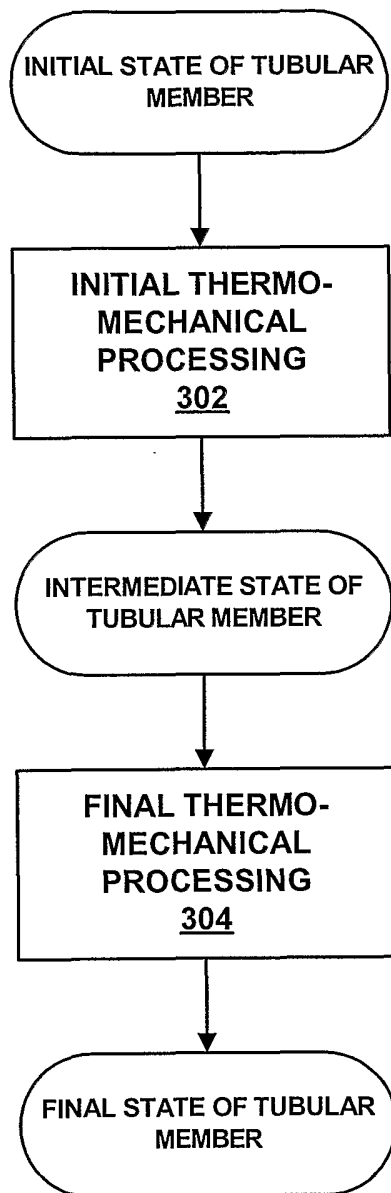 INITIAL STATE OF TUBULAR
MEMBER
INITIAL THERMO-
MECHANICAL
PROCESSING
302
INTERMEDIATE STATE OF
TUBULAR MEMBER
FINAL THERMO-
MECHANICAL
PROCESSING
304
FINAL STATE OF TUBULAR
MEMBER